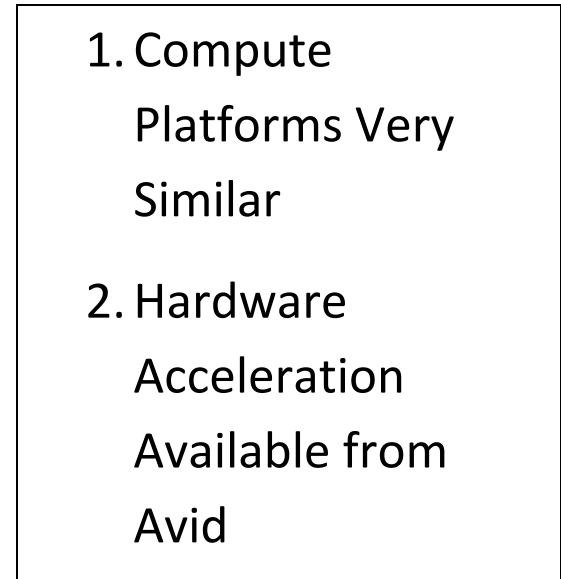 1. Compute
Platforms Very
Similar
2. Hardware
Acceleration
Available from
Avid